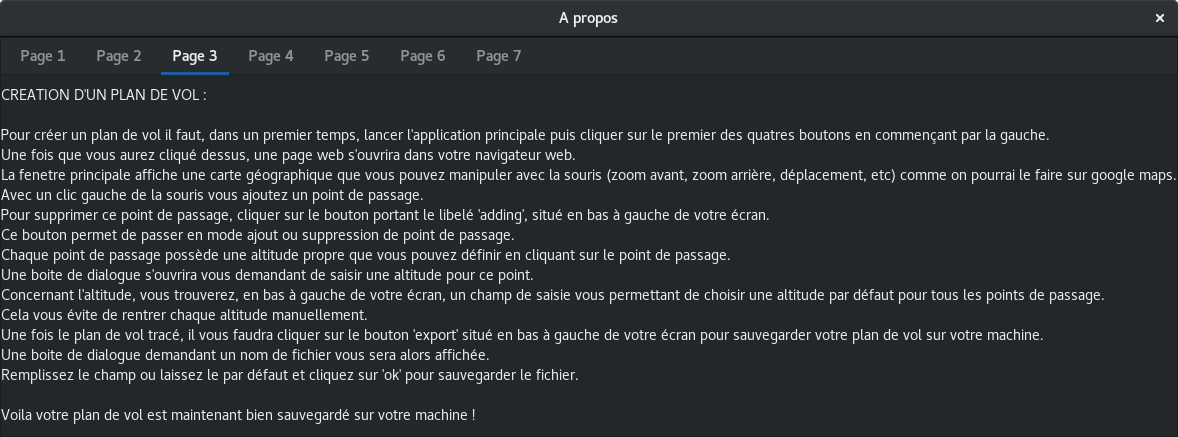 A propos
×
Page 1 Page 2 Page 3 Page 4 Page 5 Page 6 Page 7
CREATION D'UN PLAN DE VOL :
Pour créer un plan de vol il faut, dans un premier temps, lancer l'application principale puis cliquer sur le premier des quatres boutons en commençant par la gauche.
Une fois que vous aurez cliqué dessus, une page web s'ouvrira dans votre navigateur web.
La fenetre principale affiche une carte géographique que vous pouvez manipuler avec la souris (zoom avant, zoom arrière, déplacement, etc) comme on pourrai le faire sur google maps.
Avec un clic gauche de la souris vous ajoutez un point de passage.
Pour supprimer ce point de passage, cliquer sur le bouton portant le libelé 'adding', situé en bas à gauche de votre écran.
Ce bouton permet de passer en mode ajout ou suppression de point de passage.
Chaque point de passage possède une altitude propre que vous pouvez définir en cliquant sur le point de passage.
Une boite de dialogue s'ouvrira vous demandant de saisir une altitude pour ce point.
Concernant l'altitude, vous trouverez, en bas à gauche de votre écran, un champ de saisie vous permettant de choisir une altitude par défaut pour tous les points de passage.
Cela vous évite de rentrer chaque altitude manuellement.
Une fois le plan de vol tracé, il vous faudra cliquer sur le bouton 'export' situé en bas à gauche de votre écran pour sauvegarder votre plan de vol sur votre machine.
Une boite de dialogue demandant un nom de fichier vous sera alors affichée.
Remplissez le champ ou laissez le par défaut et cliquez sur 'ok' pour sauvegarder le fichier.
Voila votre plan de vol est maintenant bien sauvegardé sur votre machine !